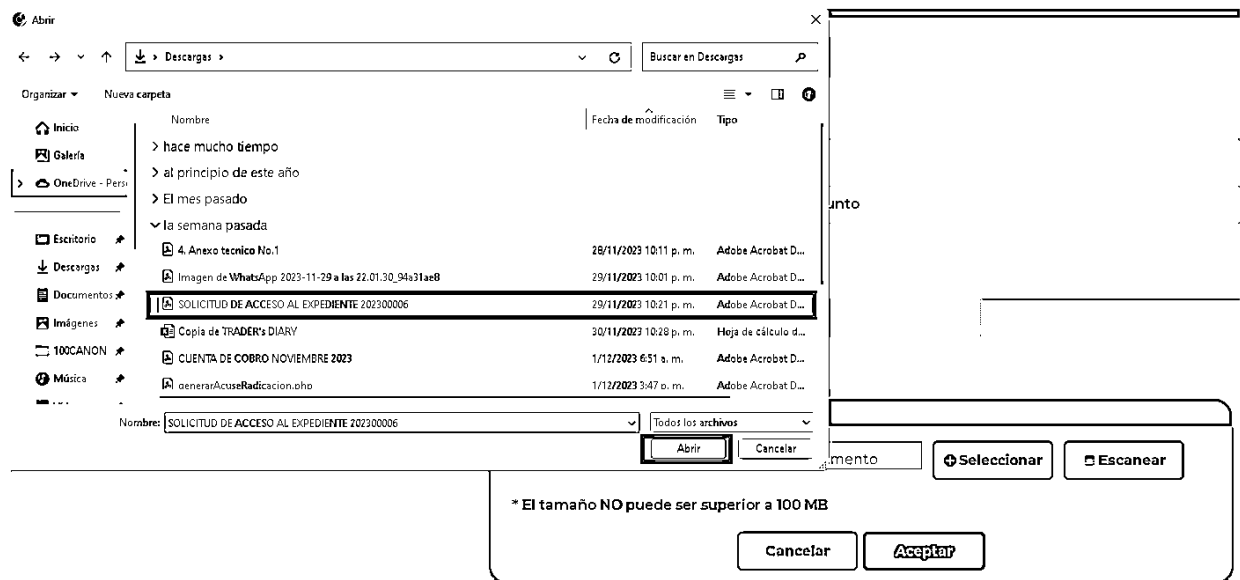 Abrir
Descargas
Buscar en Descargas
Organizar
Nueva carpeta
Nombre Fecha de modificación Tipo
Inicio
Galería
OneDrive - Pers
hace mucho tiempo
al principio de este año
El mes pasado
la semana pasada
Escritorio
Descargas
Documentos
Imágenes
100CANON
Música
4. Anexo tecnico No.1 28/11/2023 10:11 p. m. Adobe Acrobat D...
Imagen de WhatsApp 2023-11-29 a las 22.01.30_94a31ae8 29/11/2023 10:01 p. m. Adobe Acrobat D...
SOLICITUD DE ACCESO AL EXPEDIENTE 202300006 29/11/2023 10:21 p. m. Adobe Acrobat D...
Copia de TRADER's DIARY 30/11/2023 10:28 p. m. Hoja de cálculo d...
CUENTA DE COBRO NOVIEMBRE 2023 1/12/2023 6:51 a. m. Adobe Acrobat D...
generarAcuseRadicacion.php 1/12/2023 3:47 p. m. Adobe Acrobat D...
Nombre: SOLICITUD DE ACCESO AL EXPEDIENTE 202300006 Todos los archivos
Abrir Cancelar
unto
mento
Seleccionar
Escanear
* El tamaño NO puede ser superior a 100 MB
Cancelar
Aceptar